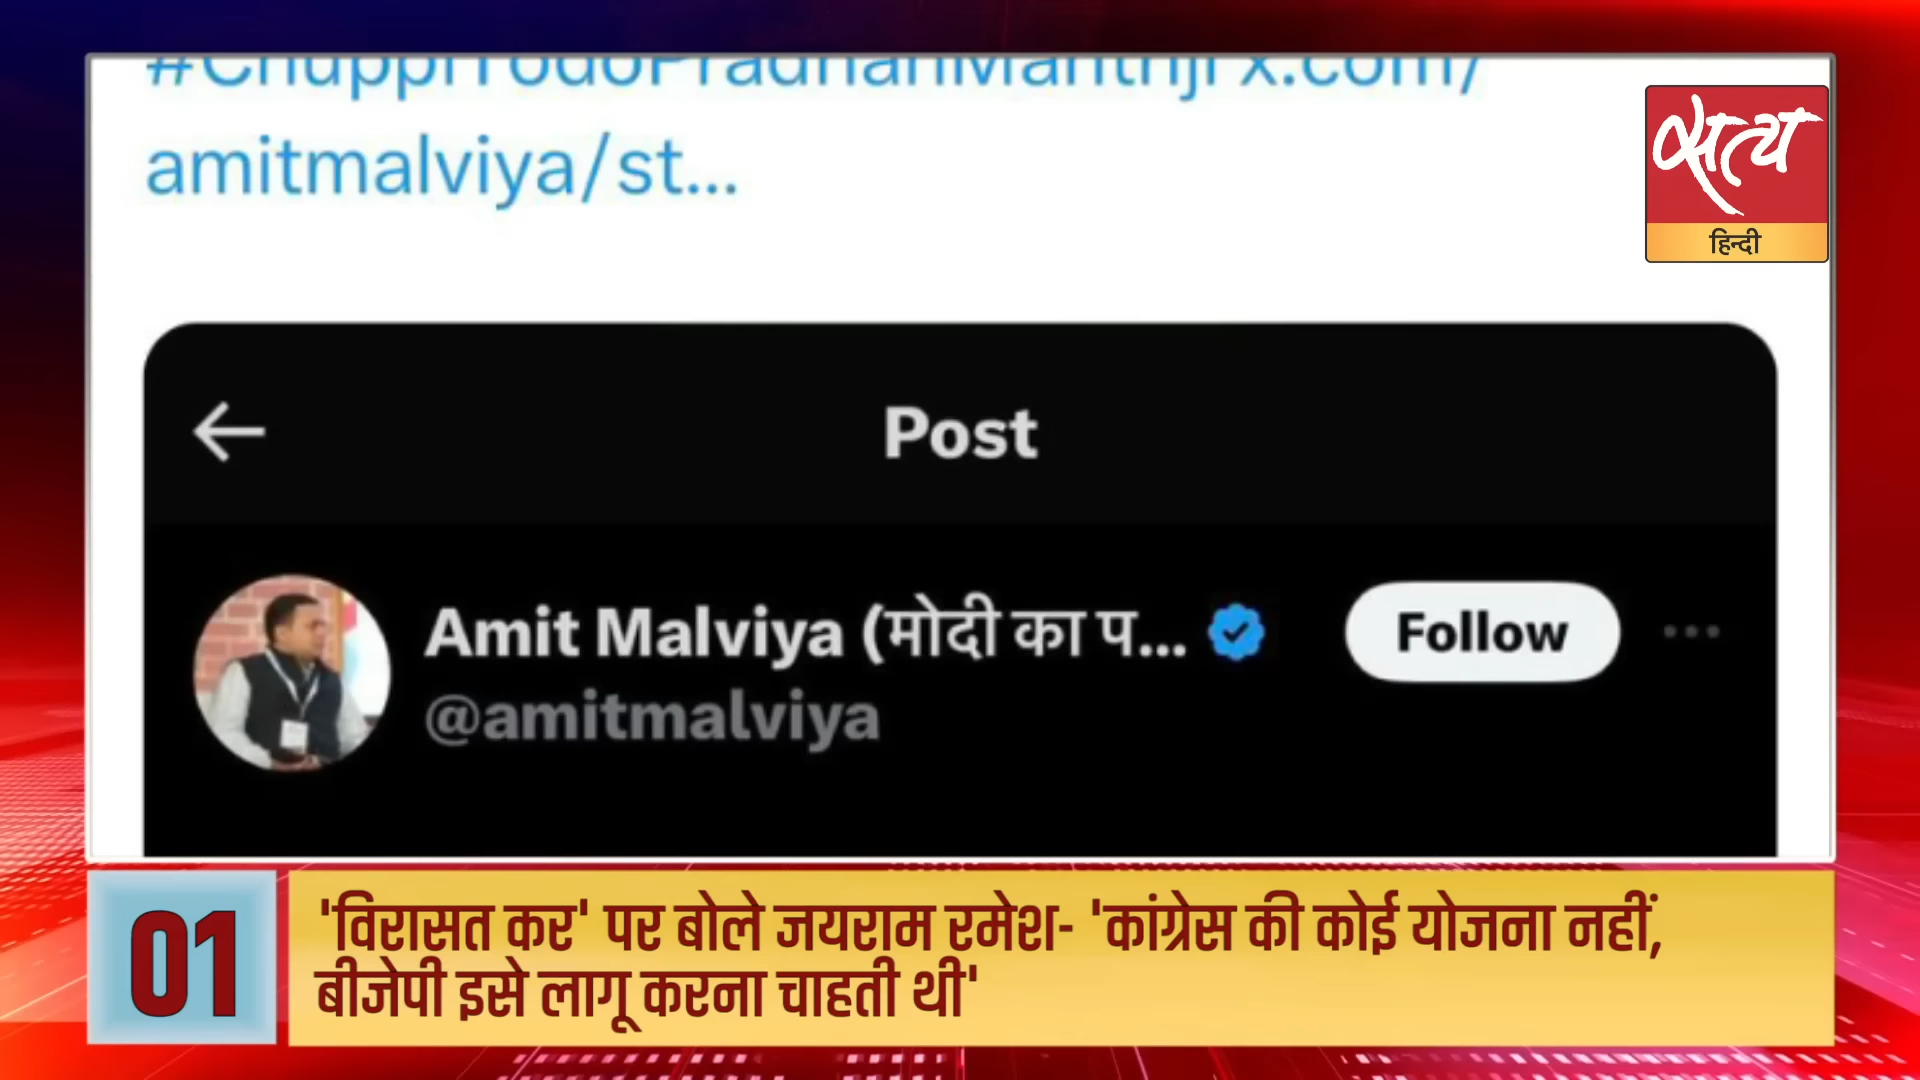 #ChuppiTodoPradhanMantriji x.com/
amitmalviya/st...
सत्य
हिन्दी
Post
Amit Malviya (मोदी का प...
Follow
@amitmalviya
01
'विरासत कर' पर बोले जयराम रमेश- 'कांग्रेस की कोई योजना नहीं,
बीजेपी इसे लागू करना चाहती थी'